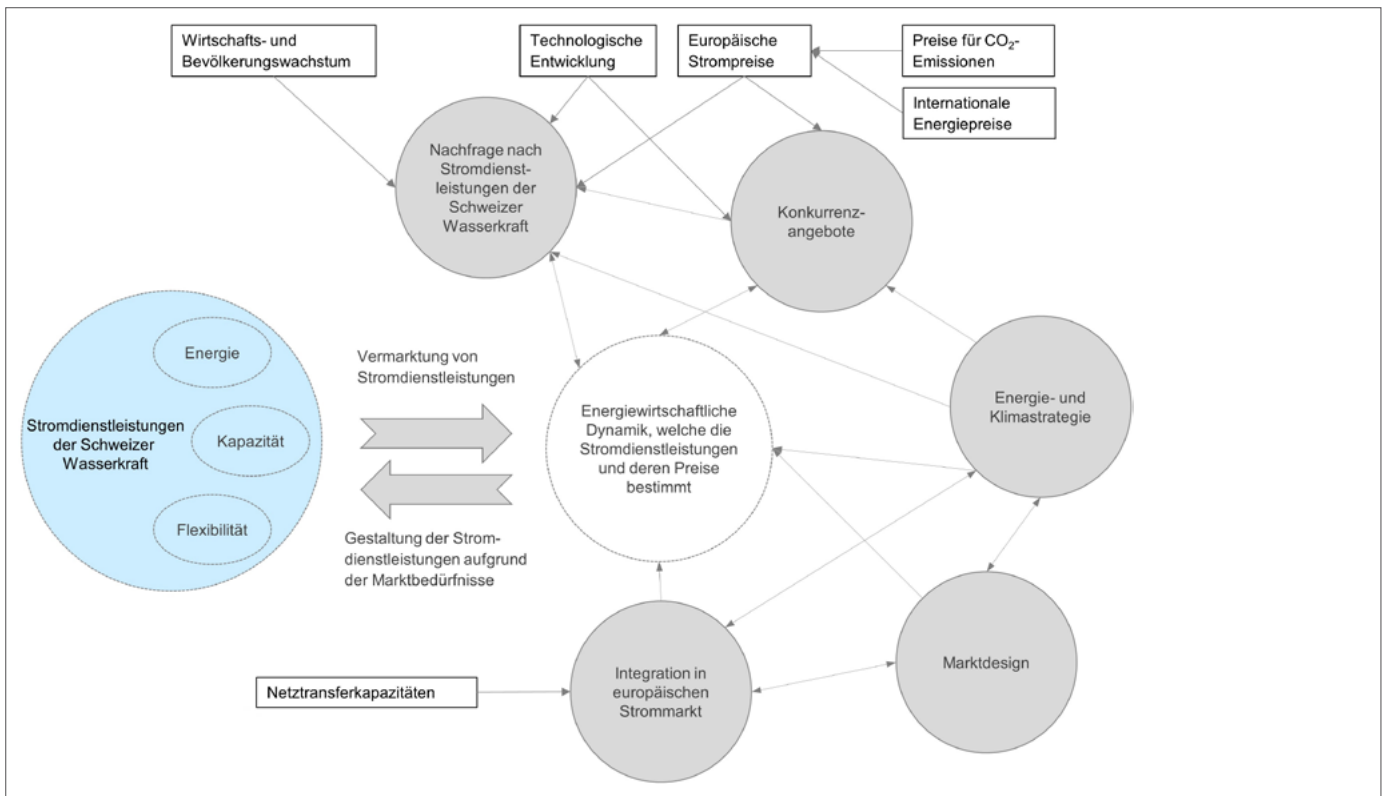 Wirtschafts- und
Bevölkerungswachstum
Technologische
Entwicklung
Europäische
Strompreise
Preise für CO₂-
Emissionen
Internationale
Energiepreise
Nachfrage nach
Stromdienst-
leistungen der
Schweizer
Wasserkraft
Konkurrenz-
angebote
Energie
Stromdienstleistungen
der Schweizer
Wasserkraft
Kapazität
Flexibilität
Vermarktung von
Stromdienstleistungen
Gestaltung der Strom-
dienstleistungen aufgrund
der Marktbedürfnisse
Energiewirtschaftliche
Dynamik, welche die
Stromdienstleistungen
und deren Preise
bestimmt
Energie- und
Klimastrategie
Marktdesign
Integration in
europäischen
Strommarkt
Netztransferkapazitäten